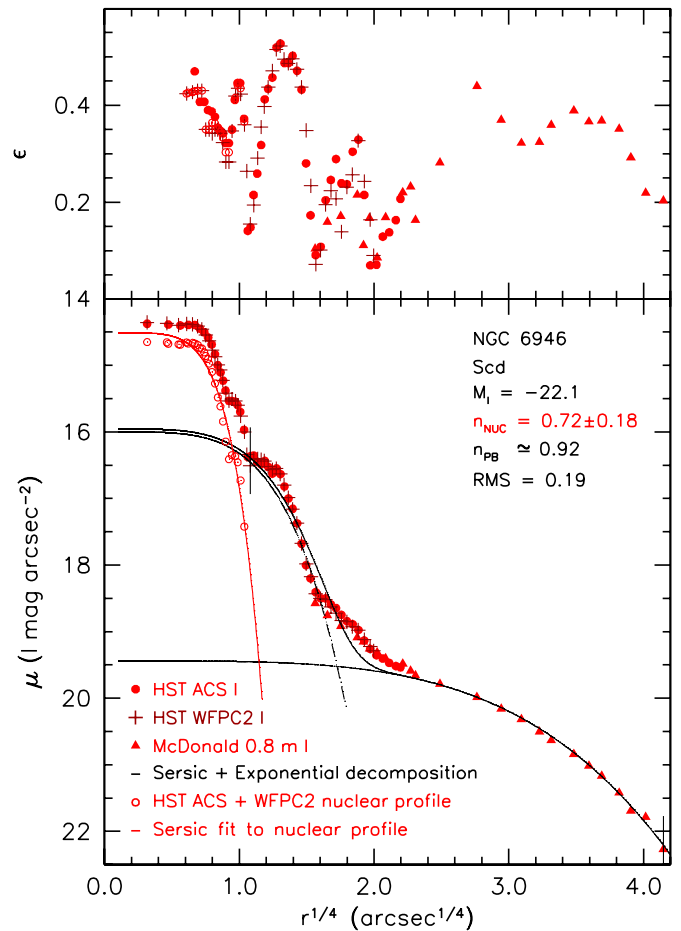 ε
0.4
0.2
14
16
18
20
22
μ (I mag arcsec⁻²)
NGC 6946
Scd
M_I = −22.1
n_NUC = 0.72±0.18
n_PB ≃ 0.92
RMS = 0.19
HST ACS I
HST WFPC2 I
McDonald 0.8 m I
– Sersic + Exponential decomposition
HST ACS + WFPC2 nuclear profile
– Sersic fit to nuclear profile
0.0 1.0 2.0 3.0 4.0
r^1/4 (arcsec^1/4)